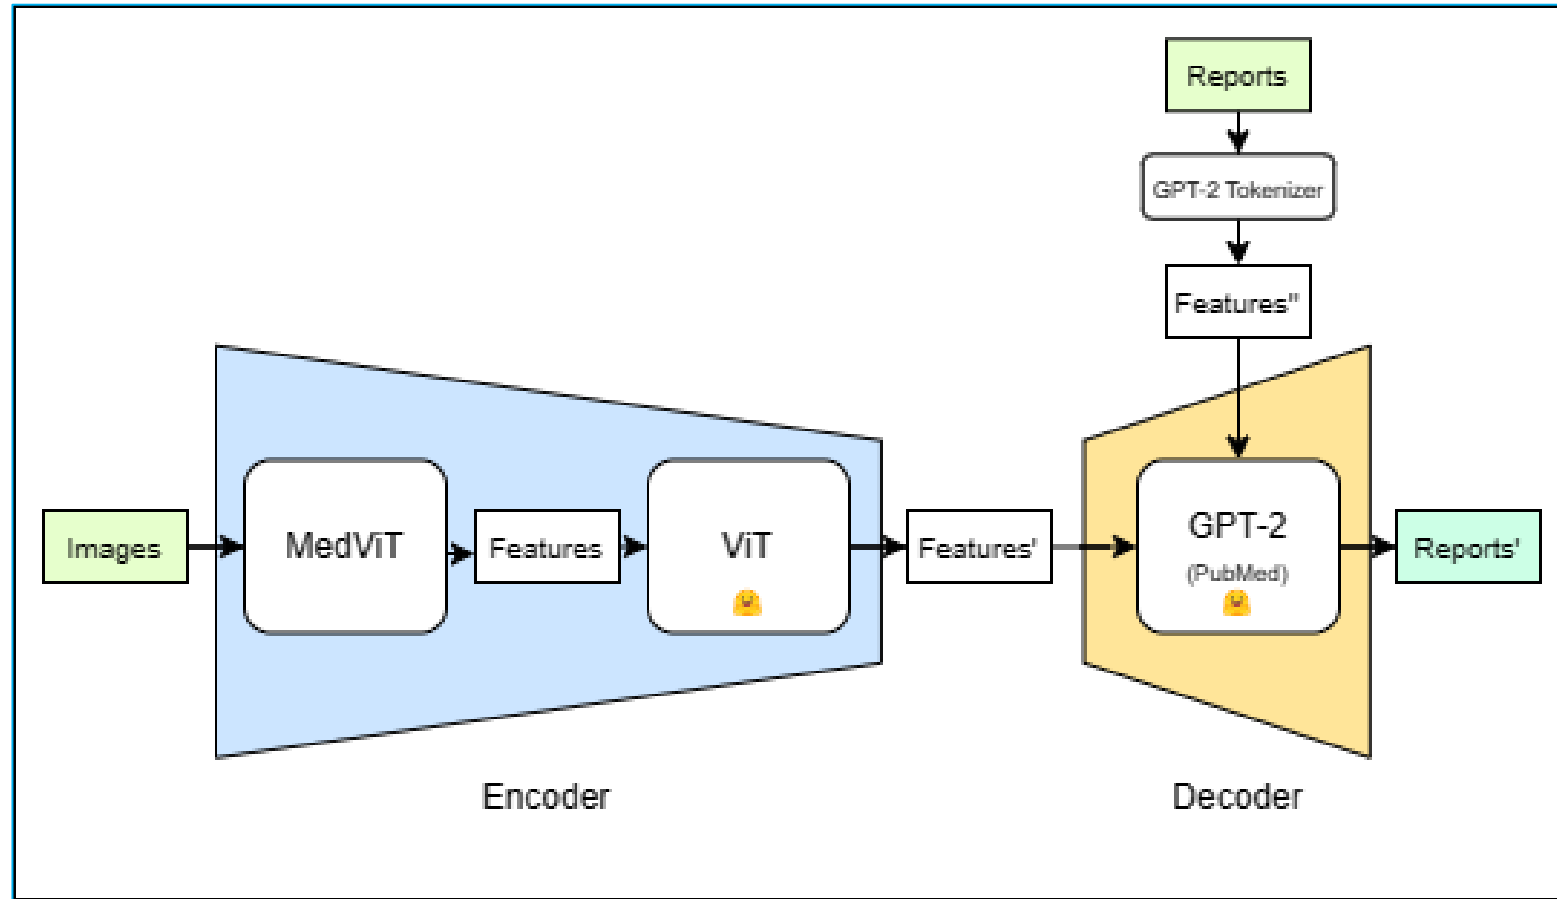 Reports
GPT-2 Tokenizer
Features"
Images
MedViT
Features
ViT
Features'
GPT-2
(PubMed)
Reports'
Encoder
Decoder